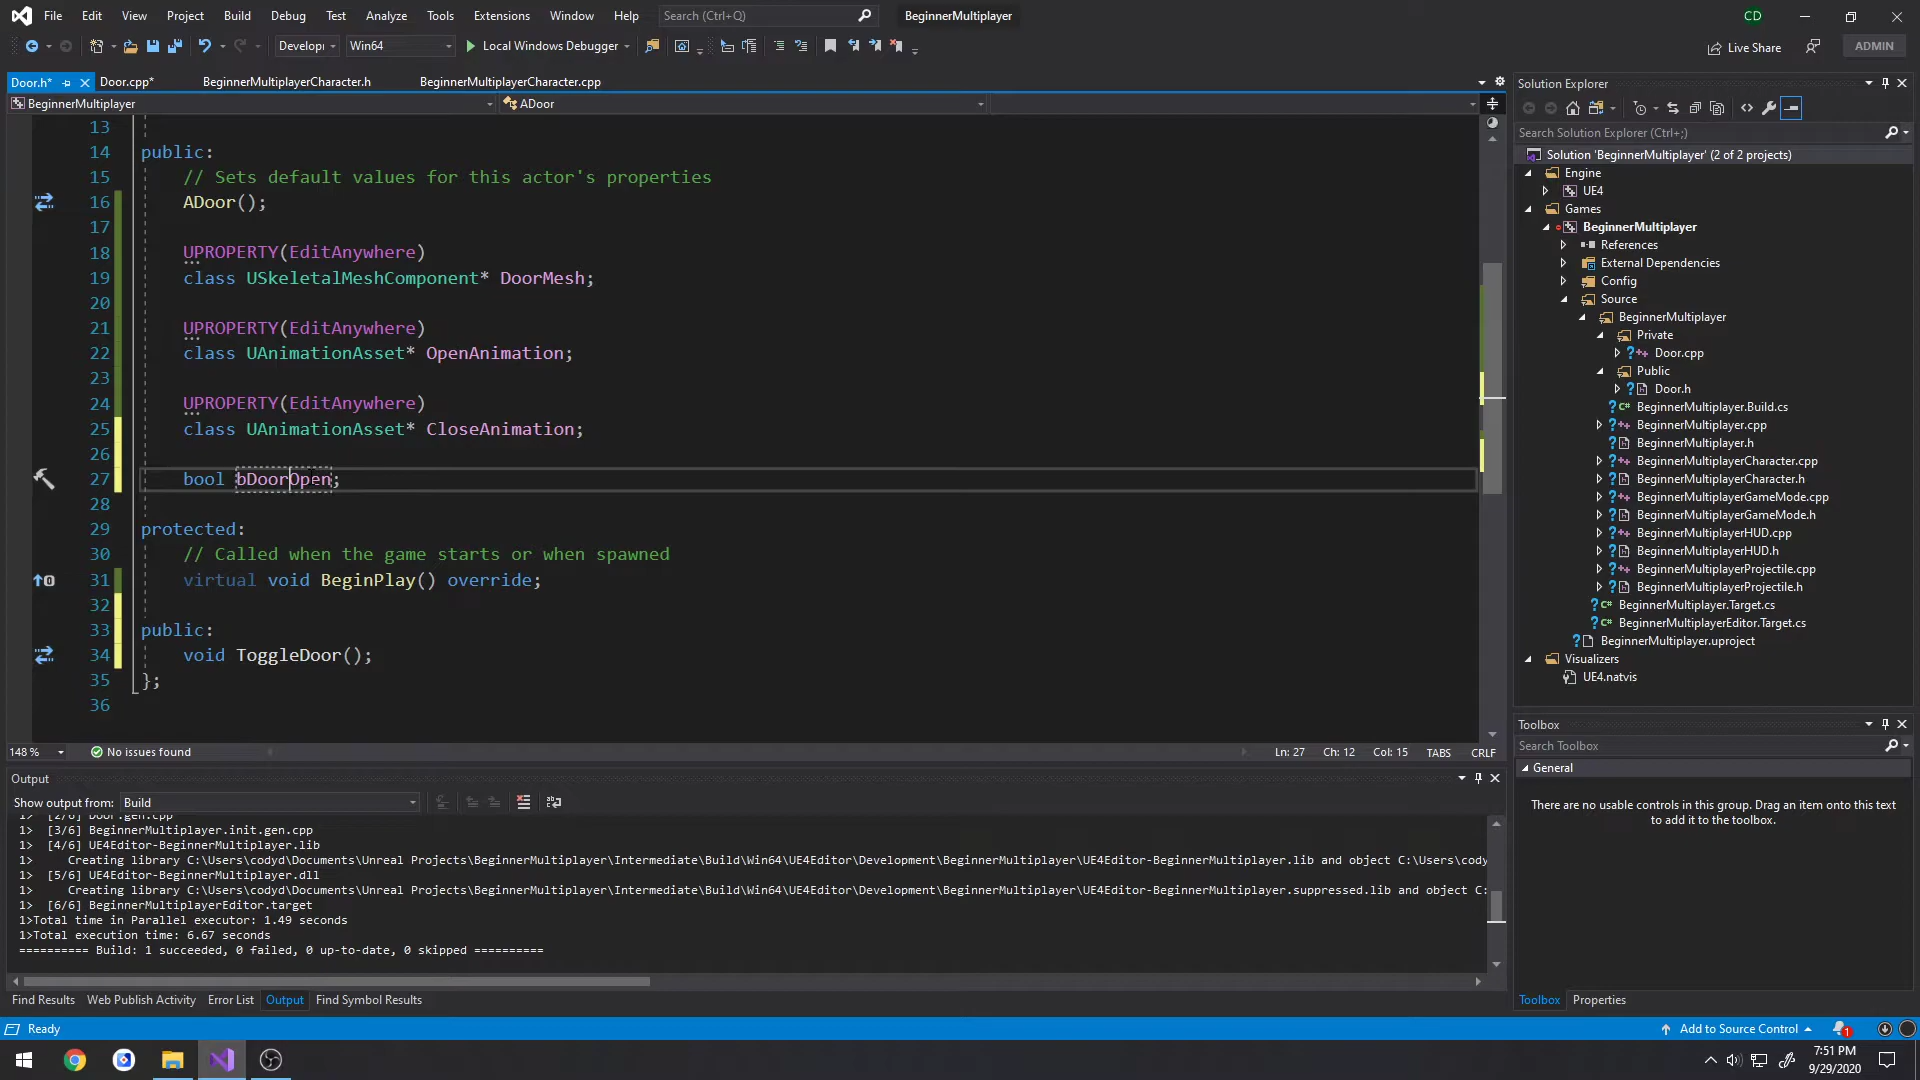 File Edit View Project Build Debug Test Analyze Tools Extensions Window Help Search (Ctrl+Q) BeginnerMultiplayer CD
Develop Win64 Local Windows Debugger Live Share ADMIN
Door.h* Door.cpp* BeginnerMultiplayerCharacter.h BeginnerMultiplayerCharacter.cpp
BeginnerMultiplayer ADoor
13
14 public:
15 // Sets default values for this actor's properties
16 ADoor();
17
18 UPROPERTY(EditAnywhere)
19 class USkeletalMeshComponent* DoorMesh;
20
21 UPROPERTY(EditAnywhere)
22 class UAnimationAsset* OpenAnimation;
23
24 UPROPERTY(EditAnywhere)
25 class UAnimationAsset* CloseAnimation;
26
27 bool bDoorOpen;
28
29 protected:
30 // Called when the game starts or when spawned
31 virtual void BeginPlay() override;
32
33 public:
34 void ToggleDoor();
35 };
36
148 % No issues found Ln: 27 Ch: 12 Col: 15 TABS CRLF
Output
Show output from: Build
1> [2/6] Door.gen.cpp
1> [3/6] BeginnerMultiplayer.init.gen.cpp
1> [4/6] UE4Editor-BeginnerMultiplayer.lib
1> Creating library C:\Users\codyd\Documents\Unreal Projects\BeginnerMultiplayer\Intermediate\Build\Win64\UE4Editor\Development\BeginnerMultiplayer\UE4Editor-BeginnerMultiplayer.lib and object C:\Users\cody
1> [5/6] UE4Editor-BeginnerMultiplayer.dll
1> Creating library C:\Users\codyd\Documents\Unreal Projects\BeginnerMultiplayer\Intermediate\Build\Win64\UE4Editor\Development\BeginnerMultiplayer\UE4Editor-BeginnerMultiplayer.suppressed.lib and object C:
1> [6/6] BeginnerMultiplayerEditor.target
1>Total time in Parallel executor: 1.49 seconds
1>Total execution time: 6.67 seconds
========== Build: 1 succeeded, 0 failed, 0 up-to-date, 0 skipped ==========
Find Results Web Publish Activity Error List Output Find Symbol Results
Solution Explorer
Search Solution Explorer (Ctrl+;)
Solution 'BeginnerMultiplayer' (2 of 2 projects)
Engine
UE4
Games
BeginnerMultiplayer
References
External Dependencies
Config
Source
BeginnerMultiplayer
Private
Door.cpp
Public
Door.h
BeginnerMultiplayer.Build.cs
BeginnerMultiplayer.cpp
BeginnerMultiplayer.h
BeginnerMultiplayerCharacter.cpp
BeginnerMultiplayerCharacter.h
BeginnerMultiplayerGameMode.cpp
BeginnerMultiplayerGameMode.h
BeginnerMultiplayerHUD.cpp
BeginnerMultiplayerHUD.h
BeginnerMultiplayerProjectile.cpp
BeginnerMultiplayerProjectile.h
BeginnerMultiplayer.Target.cs
BeginnerMultiplayerEditor.Target.cs
BeginnerMultiplayer.uproject
Visualizers
UE4.natvis
Toolbox
Search Toolbox
General
There are no usable controls in this group. Drag an item onto this text
to add it to the toolbox.
Toolbox Properties
Ready Add to Source Control 1
7:51 PM
9/29/2020